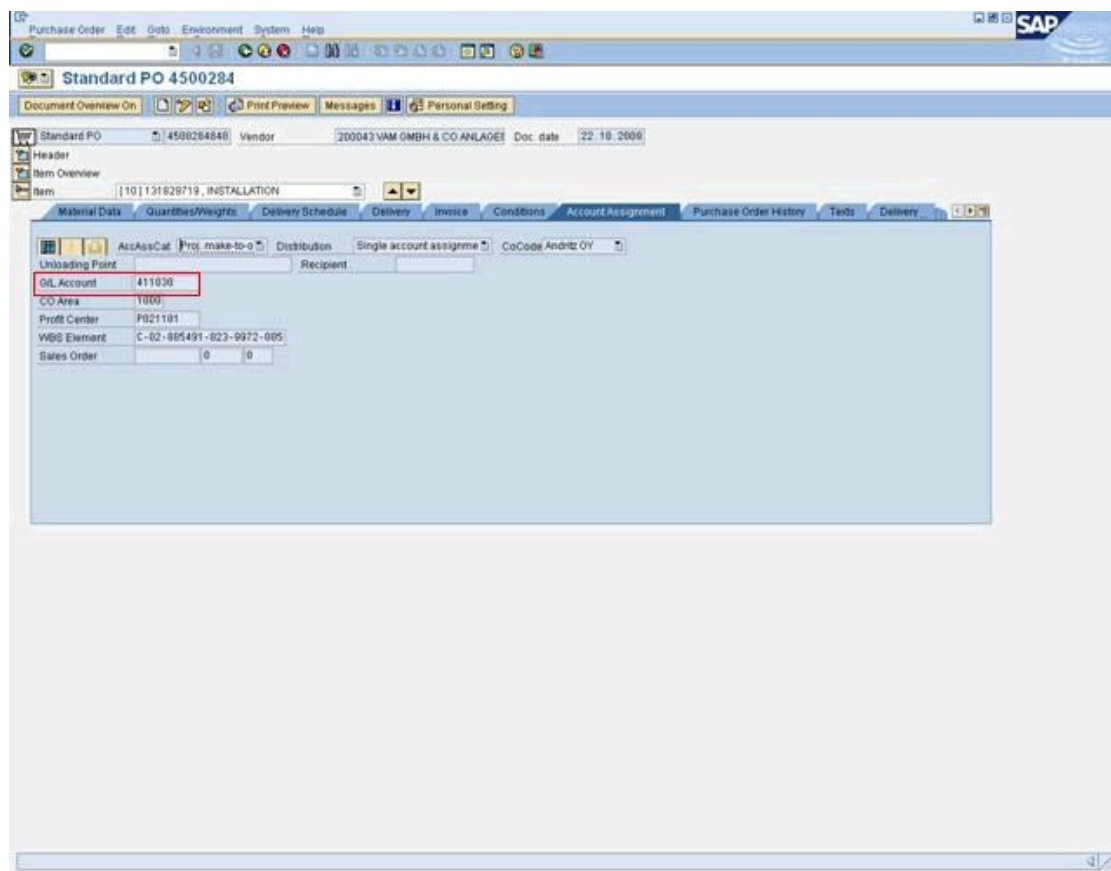 Purchase Order Edit Goto Environment System Help
SAP
Standard PO 4500284
Document Overview On Print Preview Messages Personal Setting
Standard PO 4500284848 Vendor 200043 VAM GMBH & CO ANLAGE Doc. date 22.10.2009
Header
Item Overview
Item [ 10 ] 131829719 , INSTALLATION
Material Data Quantities/Weights Delivery Schedule Delivery Invoice Conditions Account Assignment Purchase Order History Texts Delivery
AccAssCat Proj. make-to-o Distribution Single account assignme CoCode Andritz OY
Unloading Point Recipient
G/L Account 411030
CO Area 1000
Profit Center P021101
WBS Element C-02-005491-023-9972-005
Sales Order 0 0